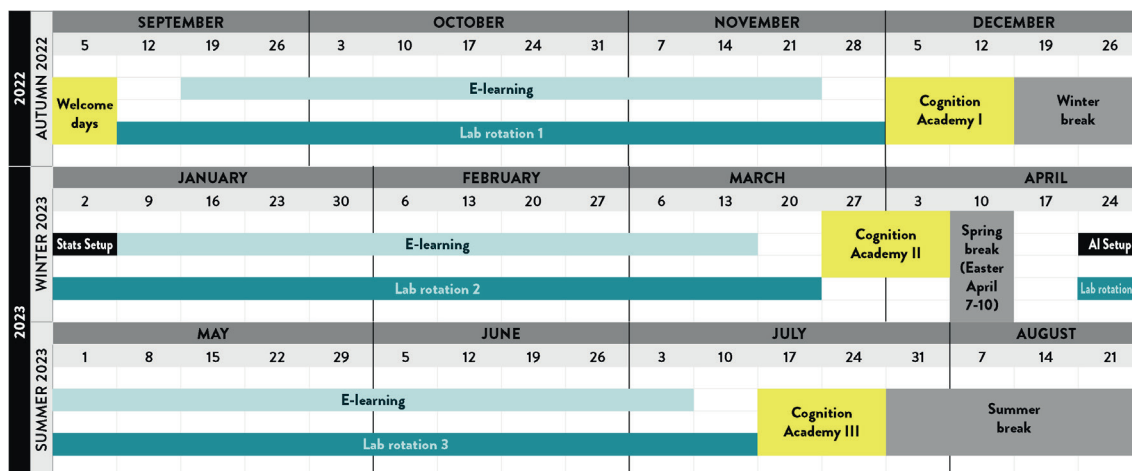 2022
AUTUMN 2022
SEPTEMBER OCTOBER NOVEMBER DECEMBER
5 12 19 26 3 10 17 24 31 7 14 21 28 5 12 19 26
E-learning
Welcome
days
Lab rotation 1
Cognition
Academy I
Winter
break
2023
WINTER 2023
JANUARY FEBRUARY MARCH APRIL
2 9 16 23 30 6 13 20 27 6 13 20 27 3 10 17 24
Stats Setup
E-learning
Lab rotation 2
Cognition
Academy II
Spring
break
(Easter
April
7-10)
AI Setup
Lab rotation
SUMMER 2023
MAY JUNE JULY AUGUST
1 8 15 22 29 5 12 19 26 3 10 17 24 31 7 14 21
E-learning
Lab rotation 3
Cognition
Academy III
Summer
break